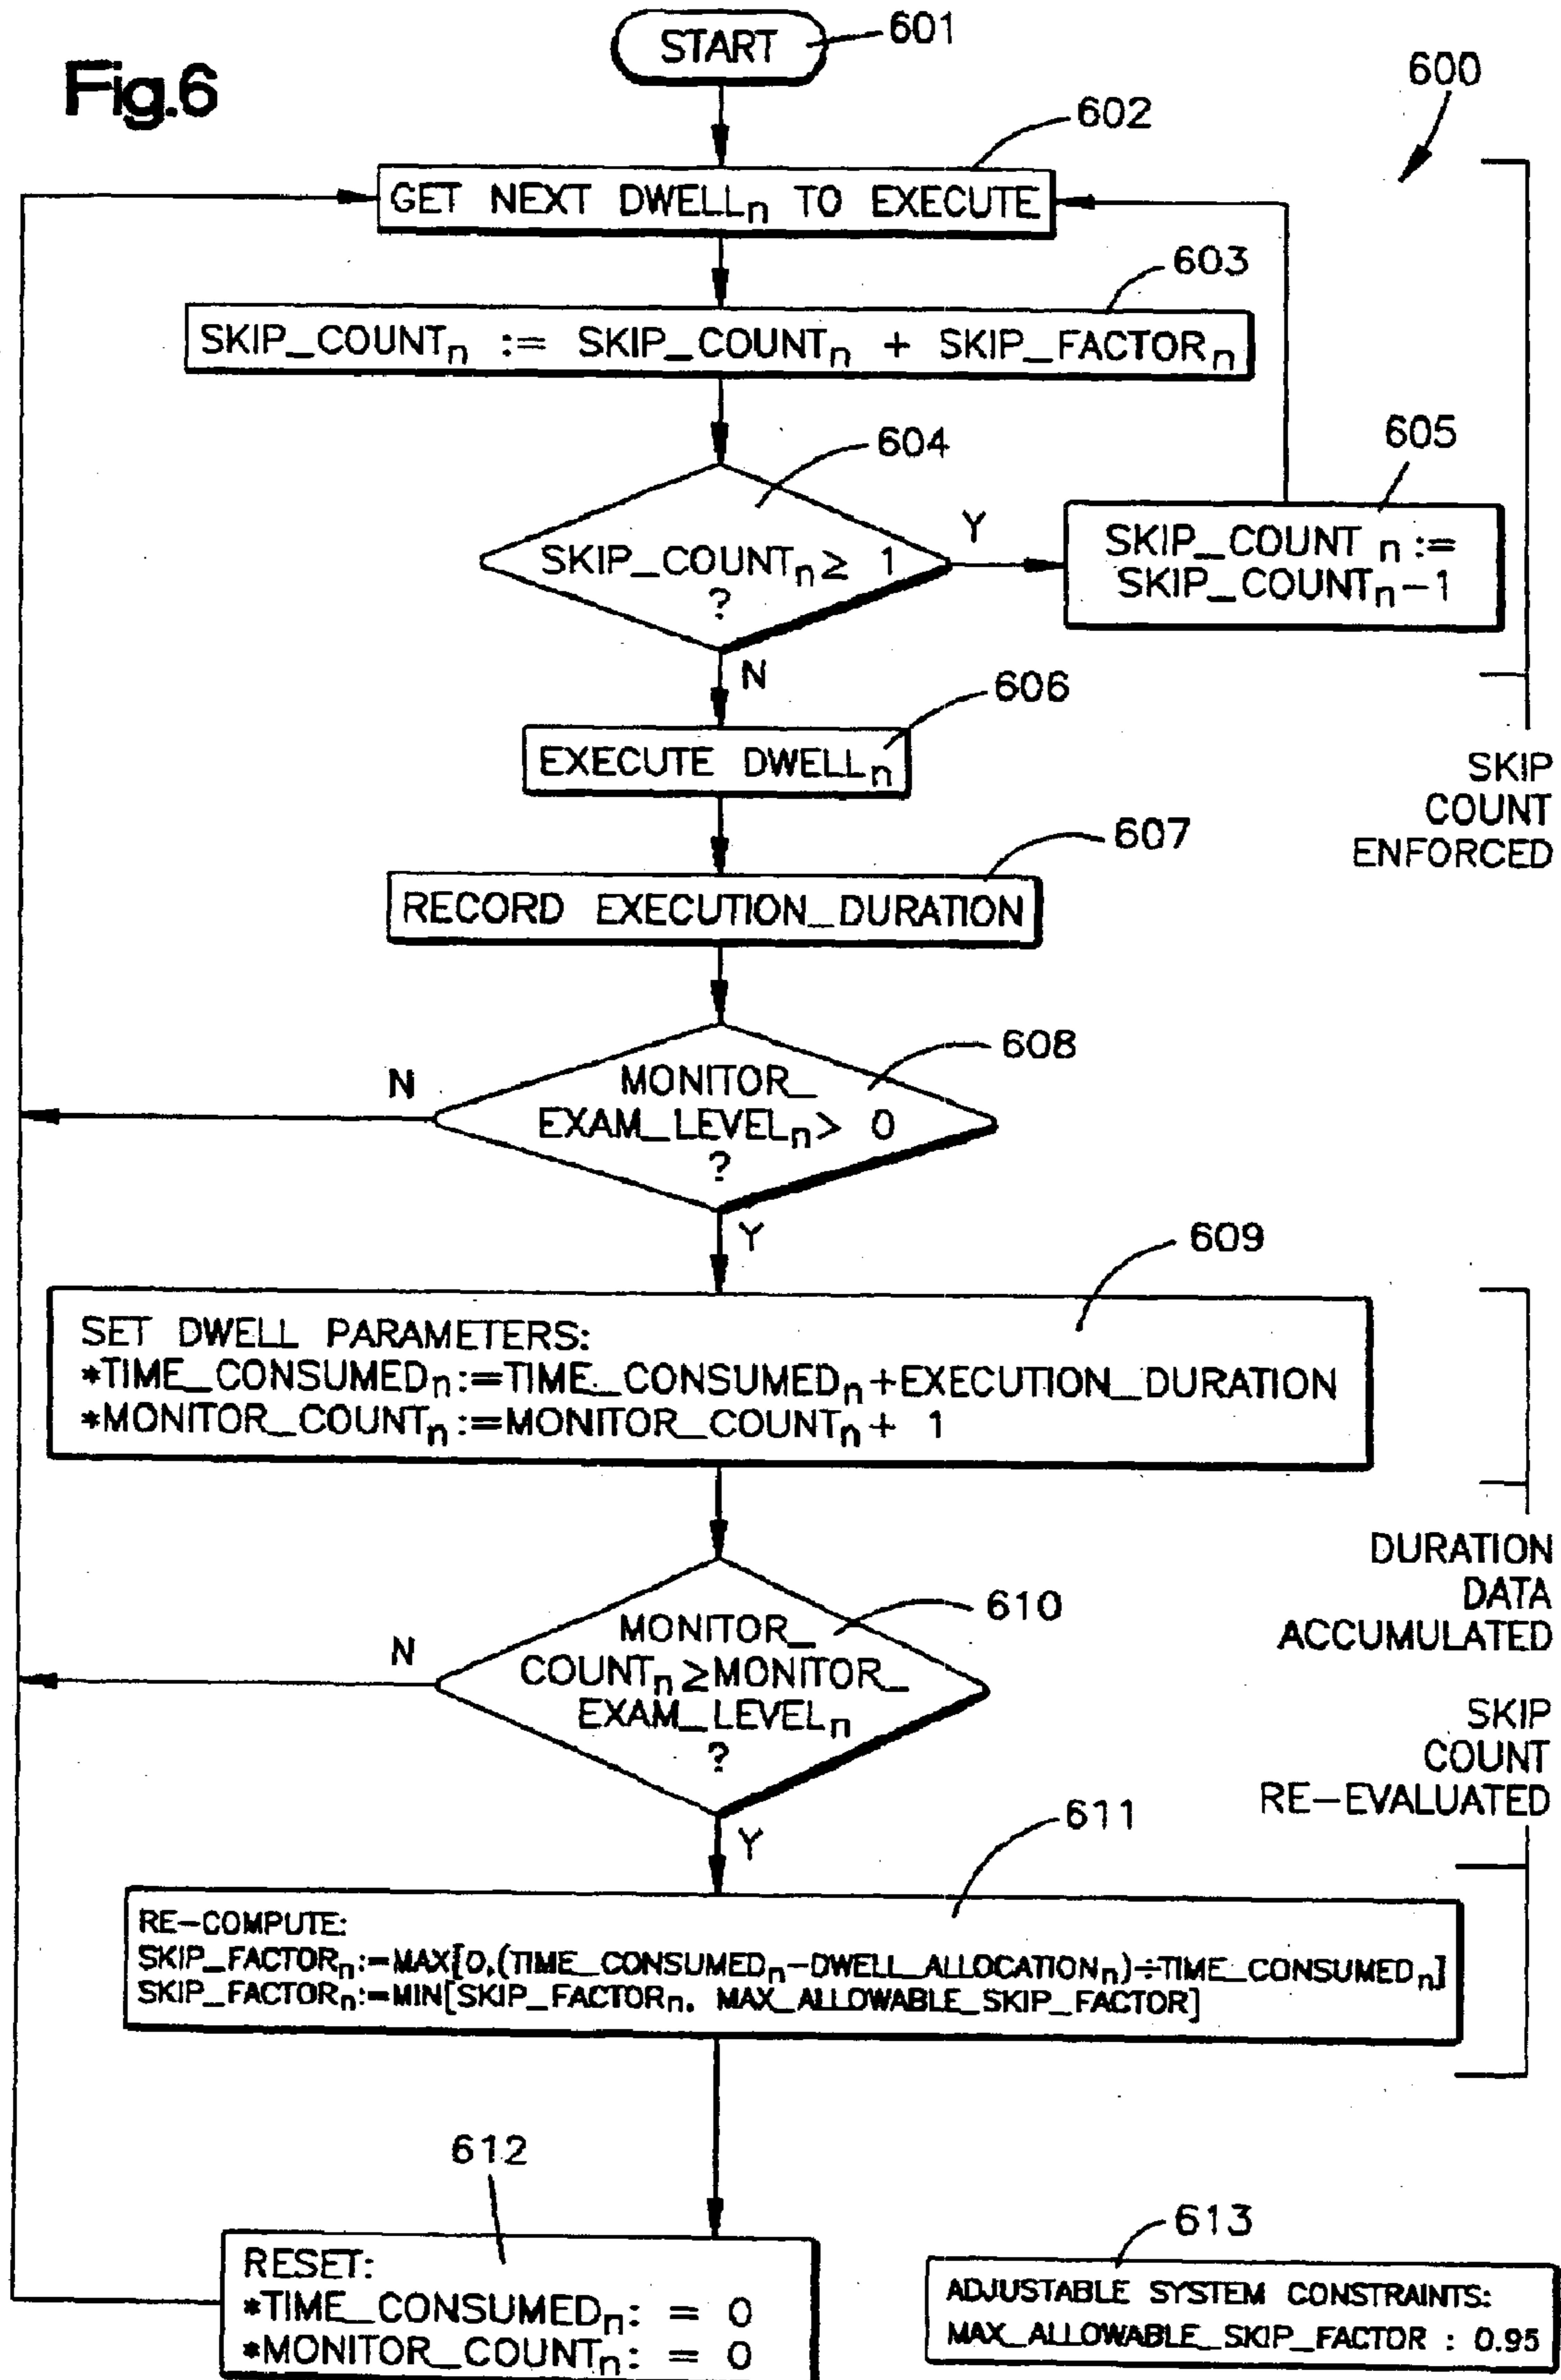 Fig.6
START
601
600
602
GET NEXT DWELLn TO EXECUTE
603
SKIP_COUNTn := SKIP_COUNTn + SKIP_FACTORn
604
605
SKIP_COUNTn ≥ 1
?
Y
SKIP_COUNT n :=
SKIP_COUNTn-1
N
606
EXECUTE DWELLn
SKIP
COUNT
ENFORCED
607
RECORD EXECUTION_DURATION
608
N
MONITOR_
EXAM_LEVELn > 0
?
Y
609
SET DWELL PARAMETERS:
*TIME_CONSUMEDn:=TIME_CONSUMEDn+EXECUTION_DURATION
*MONITOR_COUNTn:=MONITOR_COUNTn + 1
DURATION
DATA
ACCUMULATED
610
N
MONITOR_
COUNTn ≥MONITOR_
EXAM_LEVELn
?
Y
SKIP
COUNT
RE-EVALUATED
611
RE-COMPUTE:
SKIP_FACTORn:=MAX[0,(TIME_CONSUMEDn-DWELL_ALLOCATIONn)÷TIME_CONSUMEDn]
SKIP_FACTORn:=MIN[SKIP_FACTORn. MAX_ALLOWABLE_SKIP_FACTOR]
612
RESET:
*TIME_CONSUMEDn: = 0
*MONITOR_COUNTn: = 0
613
ADJUSTABLE SYSTEM CONSTRAINTS:
MAX_ALLOWABLE_SKIP_FACTOR : 0.95